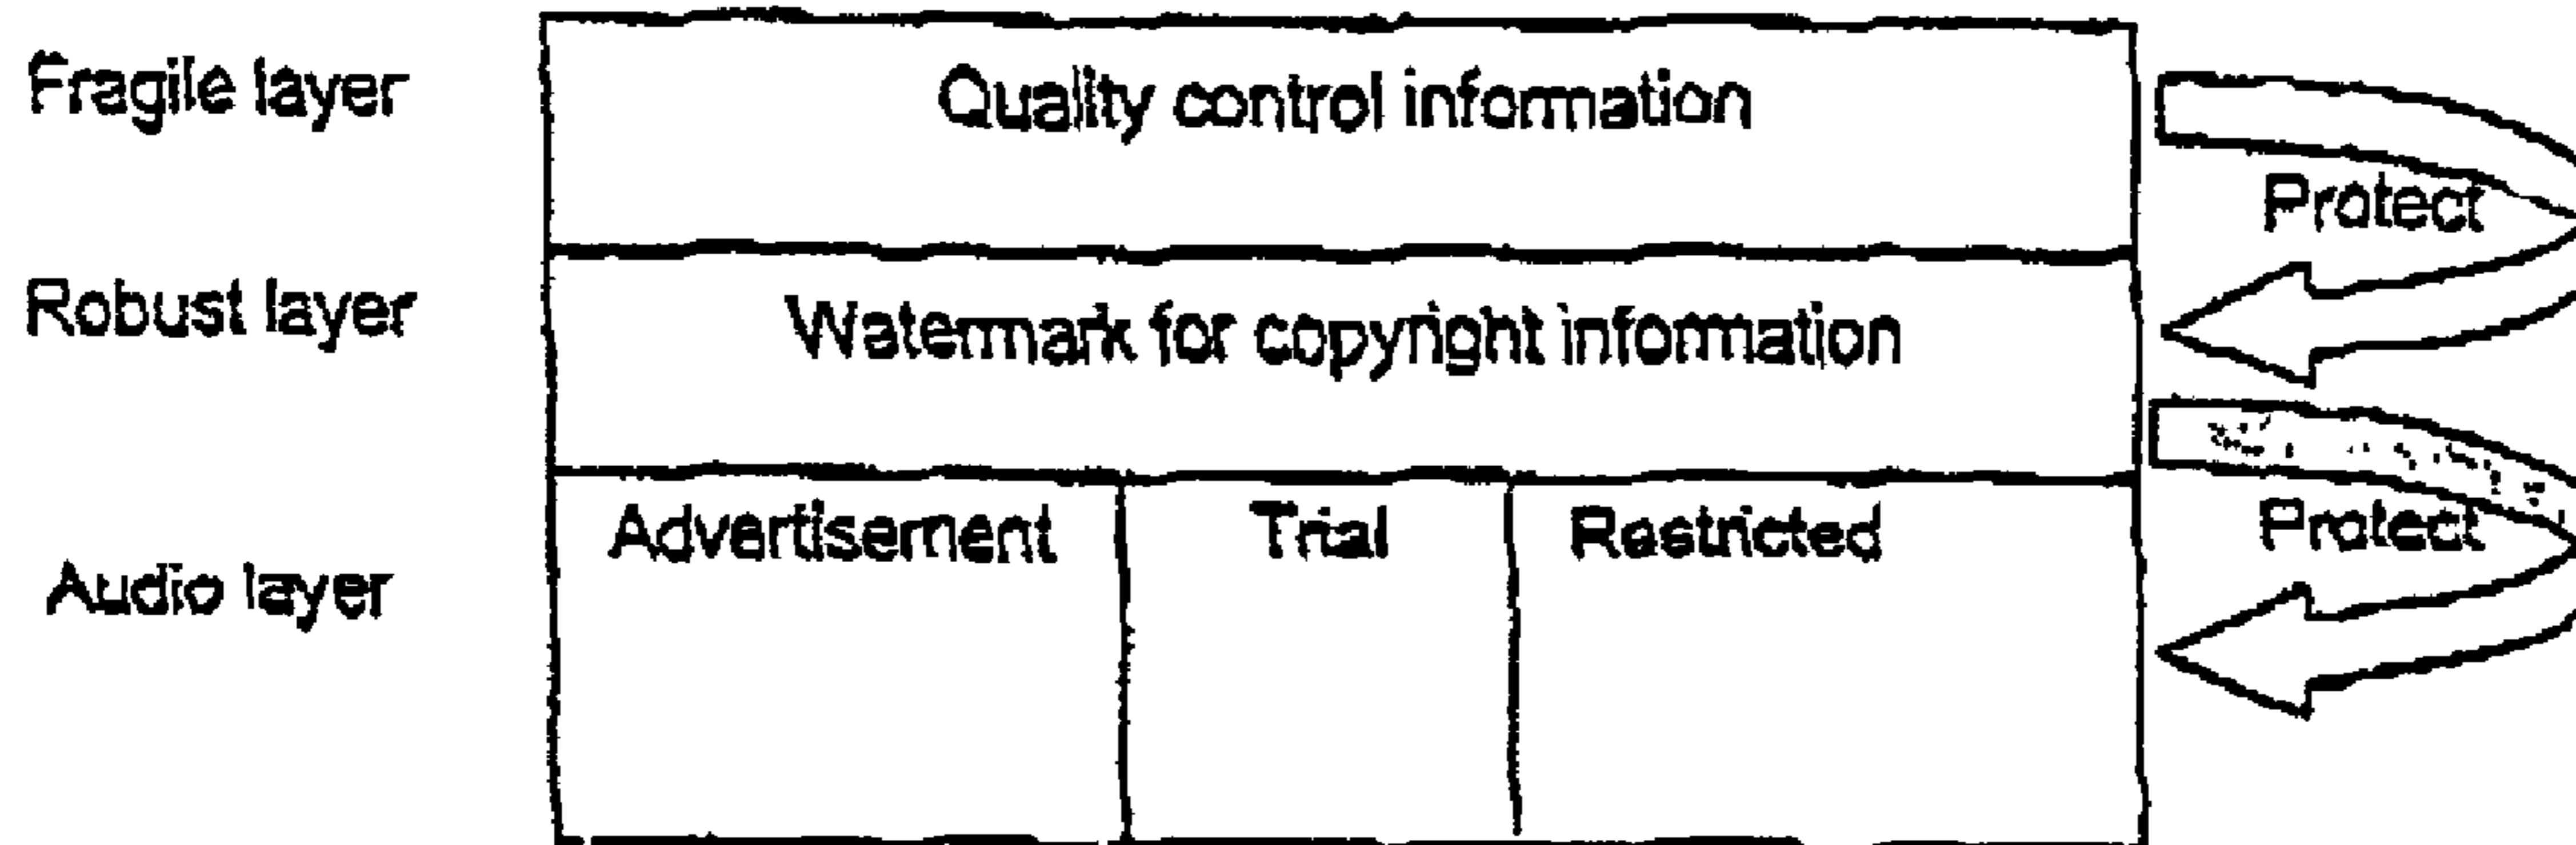 Fragile layer
Quality control information
Protect
Robust layer
Watermark for copyright information
Advertisement
Trial
Restricted
Protect
Audio layer